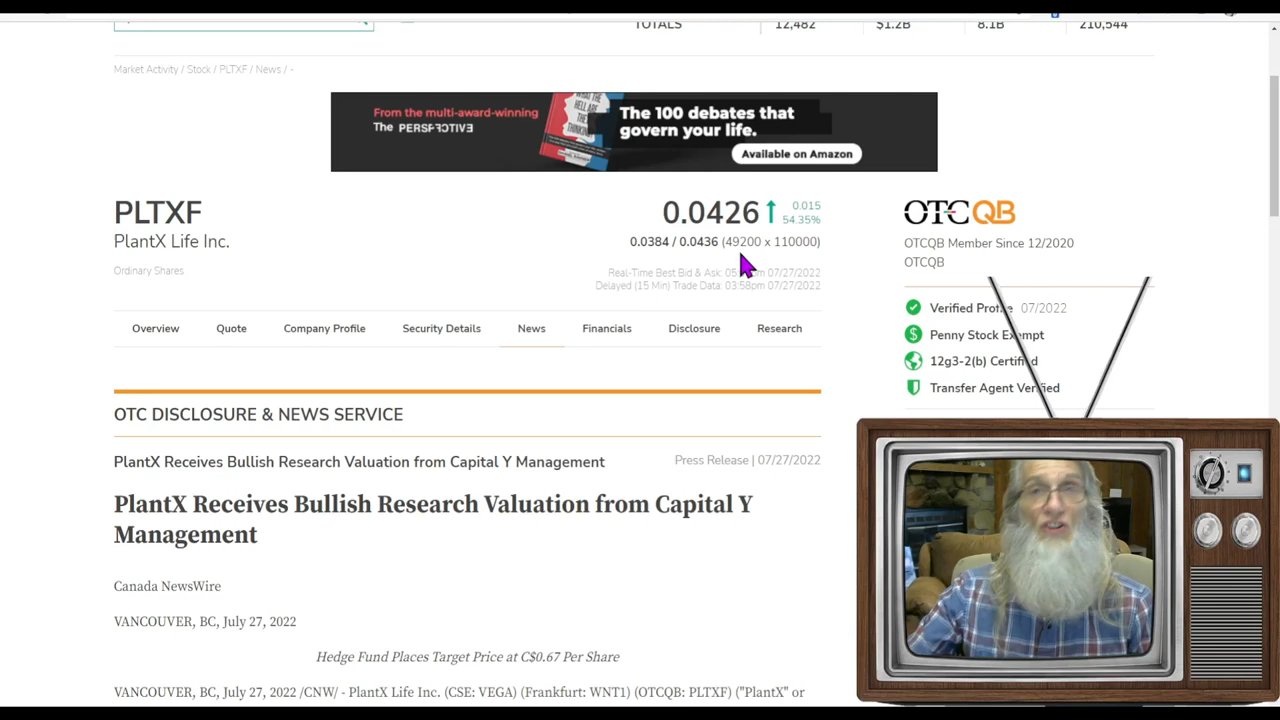 TOTALS 12,482 $1.2B 8.1B 210,544
Market Activity / Stock / PLTXF / News / -
From the multi-award-winning
The PERSPECTIVE
WHAT THE HELL ARE THEY THINKING
The 100 debates that
govern your life.
Available on Amazon
PLTXF
PlantX Life Inc.
Ordinary Shares
0.0426 0.015
54.35%
0.0384 / 0.0436 (49200 x 110000)
Real-Time Best Bid & Ask: 07/27/2022
Delayed (15 Min) Trade Data: 03:58pm 07/27/2022
OTCQB
OTCQB Member Since 12/2020
OTCQB
Verified Profile 07/2022
Penny Stock Exempt
12g3-2(b) Certified
Transfer Agent Verified
Overview Quote Company Profile Security Details News Financials Disclosure Research
OTC DISCLOSURE & NEWS SERVICE
PlantX Receives Bullish Research Valuation from Capital Y Management Press Release | 07/27/2022
PlantX Receives Bullish Research Valuation from Capital Y
Management
Canada NewsWire
VANCOUVER, BC, July 27, 2022
Hedge Fund Places Target Price at C$0.67 Per Share
VANCOUVER, BC, July 27, 2022 /CNW/ - PlantX Life Inc. (CSE: VEGA) (Frankfurt: WNT1) (OTCQB: PLTXF) ("PlantX" or